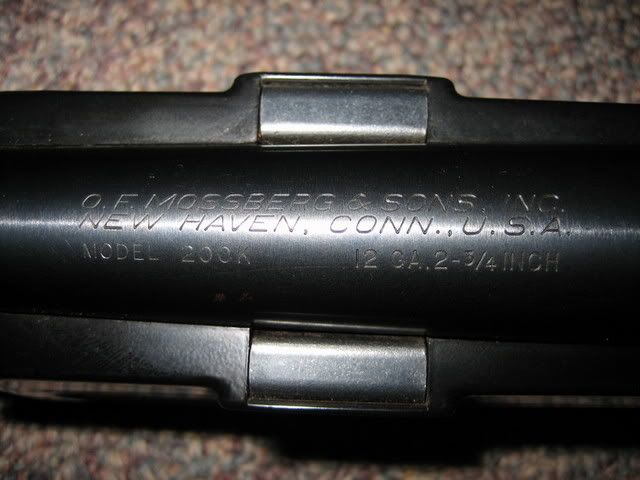 O.F. MOSSBERG & SONS, INC.
NEW HAVEN, CONN., U.S.A.
MODEL 200K 12 GA. 2-3/4 INCH